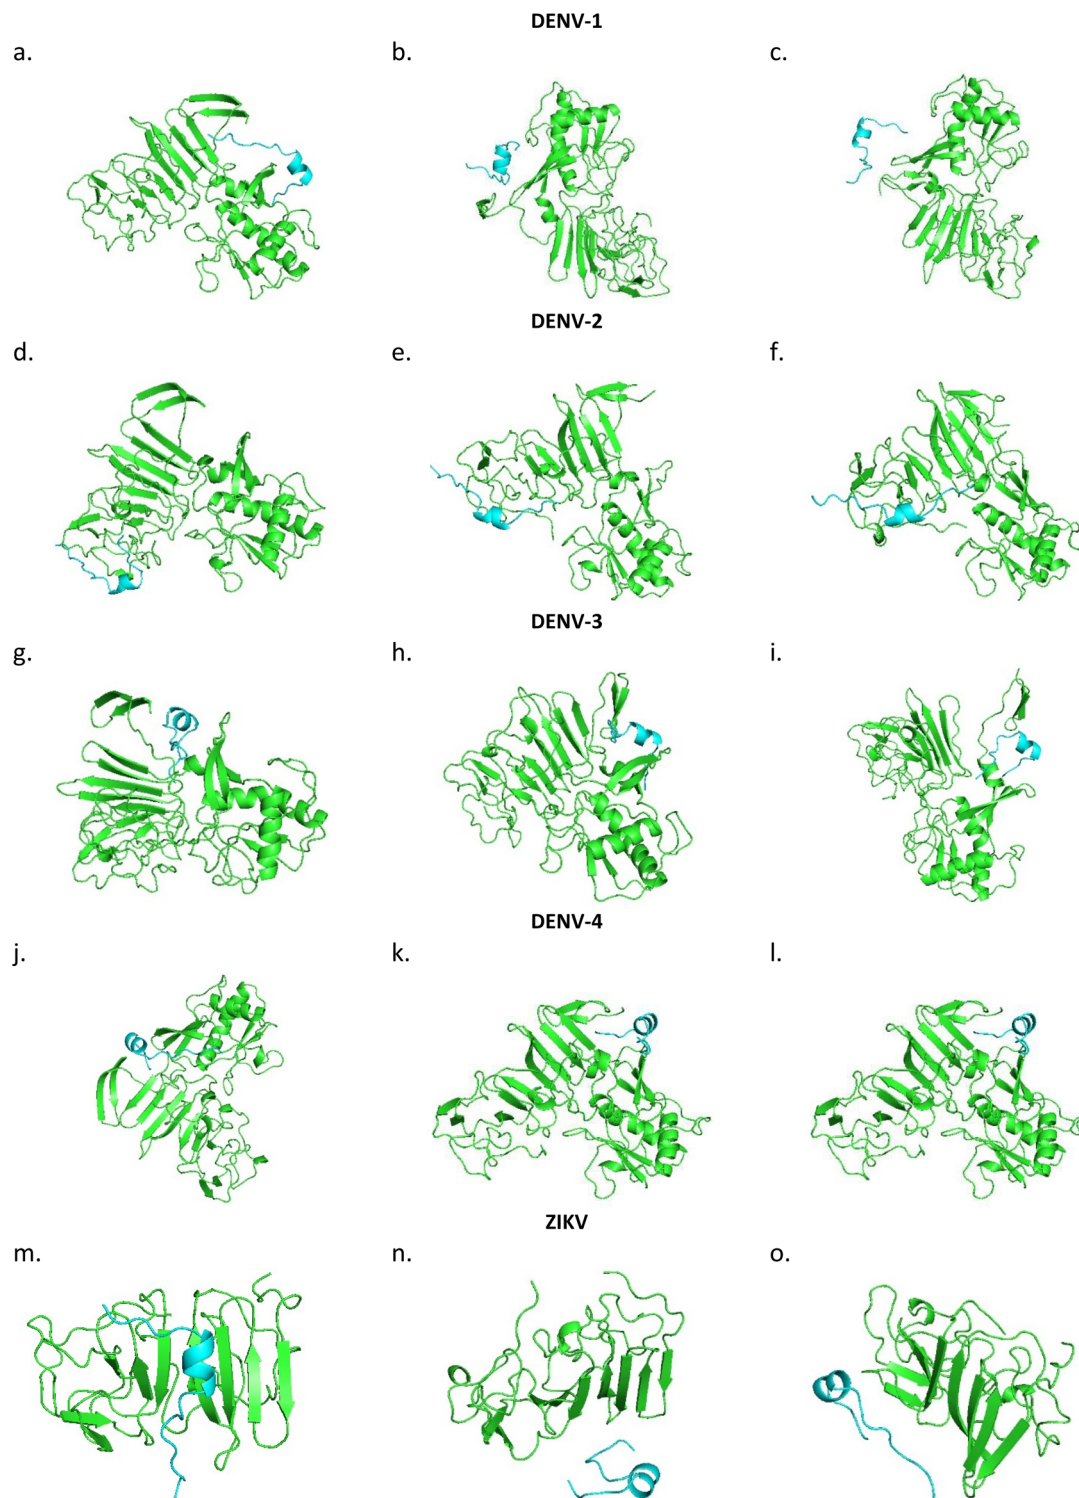 DENV-1
a. b. c.
DENV-2
d. e. f.
DENV-3
g. h. i.
DENV-4
j. k. l.
ZIKV
m. n. o.